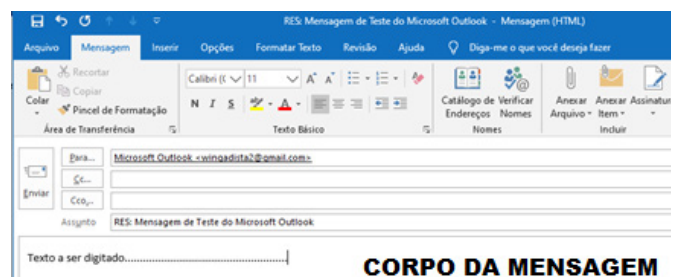 RES: Mensagem de Teste do Microsoft Outlook - Mensagem (HTML)
Arquivo Mensagem Inserir Opções Formatar Texto Revisão Ajuda Diga-me o que você deseja fazer
Colar
Recortar
Copiar
Pincel de Formatação
Área de Transferência
Calibri (C 11 A A
N I S A
Texto Básico
Catálogo de Endereços
Verificar Nomes
Nomes
Anexar Arquivo
Anexar Item
Assinatur
Incluir
Enviar
Para... Microsoft Outlook <wingadista2@gmail.com>
Cc...
Cco...
Assunto RES: Mensagem de Teste do Microsoft Outlook
Texto a ser digitado......................................................
CORPO DA MENSAGEM